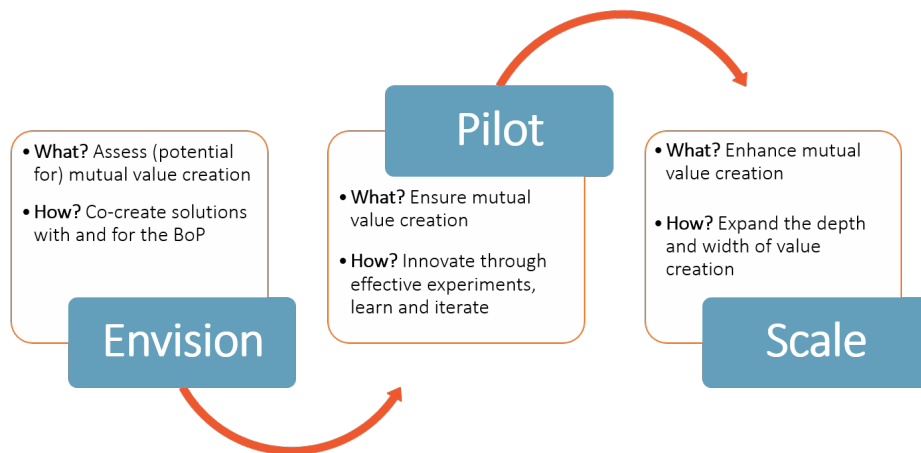 • What? Assess (potential
for) mutual value creation
• How? Co-create solutions
with and for the BoP
Envision
Pilot
• What? Ensure mutual
value creation
• How? Innovate through
effective experiments,
learn and iterate
• What? Enhance mutual
value creation
• How? Expand the depth
and width of value
creation
Scale